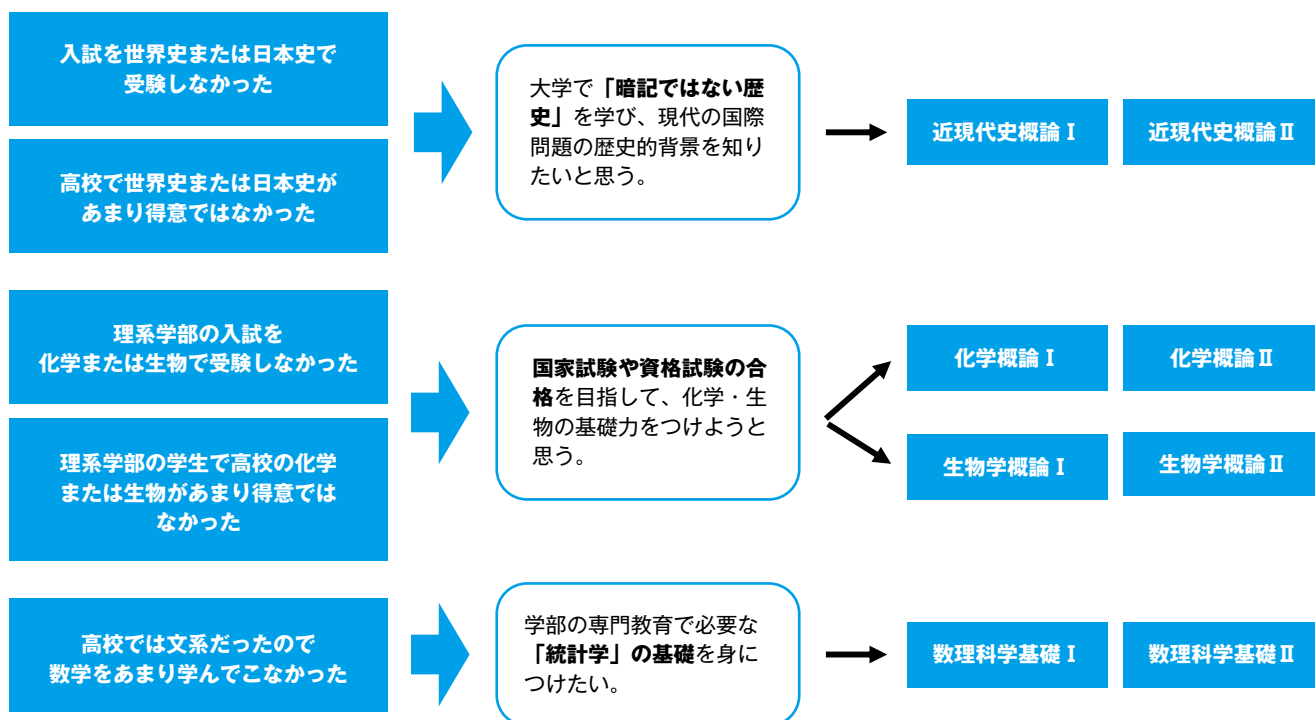 入試を世界史または日本史で
受験しなかった
高校で世界史または日本史が
あまり得意ではなかった
大学で「暗記ではない歴
史」を学び、現代の国際
問題の歴史的背景を知り
たいと思う。
近現代史概論Ⅰ
近現代史概論Ⅱ
理系学部の入試を
化学または生物で受験しなかった
理系学部の学生で高校の化学
または生物があまり得意では
なかった
国家試験や資格試験の合
格を目指して、化学・生
物の基礎力をつけようと
思う。
化学概論Ⅰ
化学概論Ⅱ
生物学概論Ⅰ
生物学概論Ⅱ
高校では文系だったので
数学をあまり学んでこなかった
学部の専門教育で必要な
「統計学」の基礎を身に
つけたい。
数理科学基礎Ⅰ
数理科学基礎Ⅱ